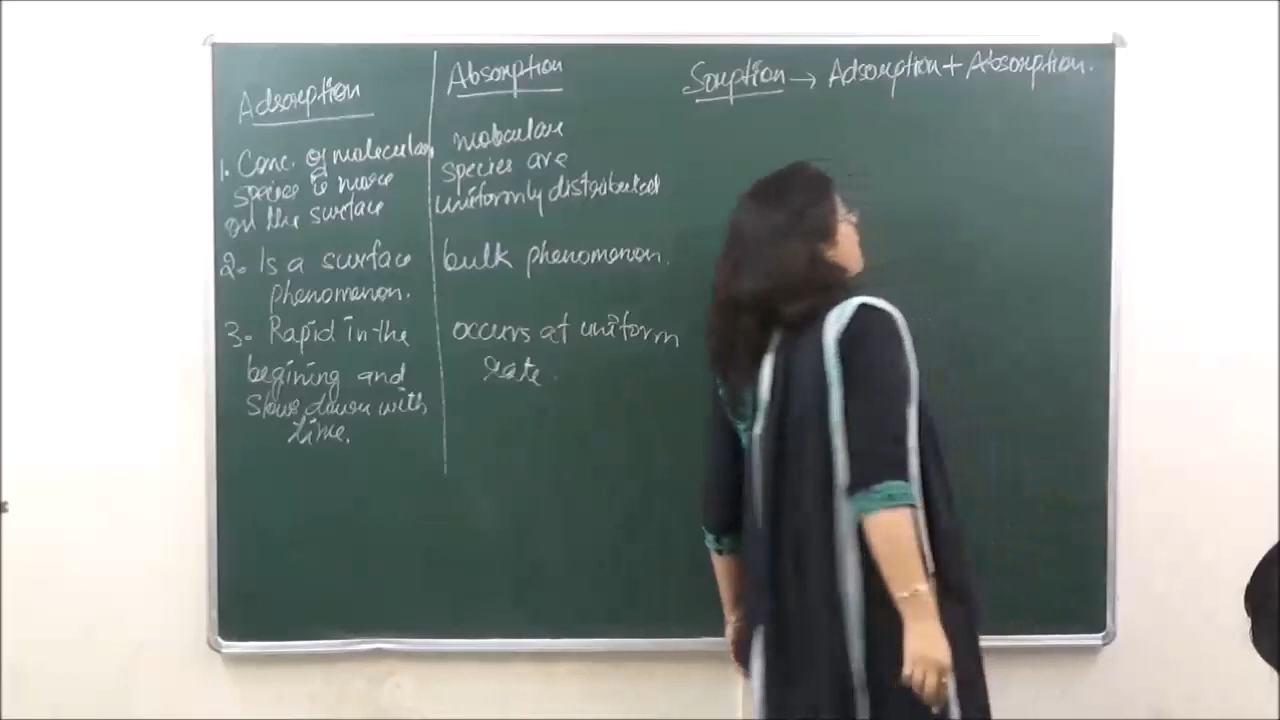 Adsorption
1. Conc. of molecular
species is more
on the surface
2. Is a surface
phenomenon.
3. Rapid in the
begining and
slows down with
time.
Absorption
molecular
species are
uniformly distributed
bulk phenomenon.
occurs at uniform
rate.
Sorption → Adsorption + Absorption.